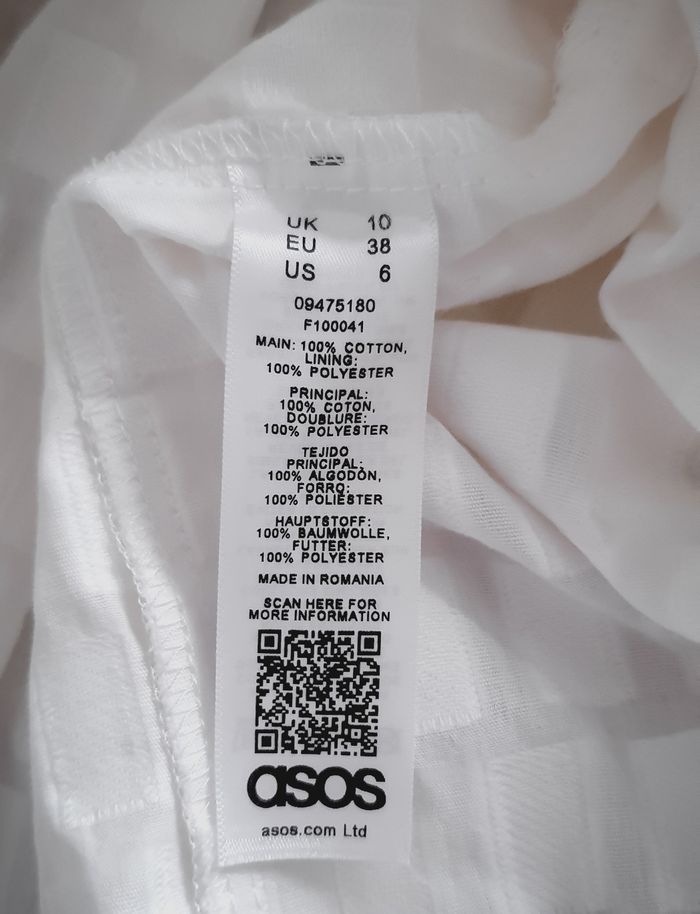 UK 10
EU 38
US 6
09475180
F100041
MAIN: 100% COTTON,
LINING:
100% POLYESTER
PRINCIPAL:
100% COTON,
DOUBLURE:
100% POLYESTER
TEJIDO
PRINCIPAL:
100% ALGODÓN,
FORRO:
100% POLIÉSTER
HAUPTSTOFF:
100% BAUMWOLLE,
FUTTER:
100% POLYESTER
MADE IN ROMANIA
SCAN HERE FOR
MORE INFORMATION
asos
asos.com Ltd